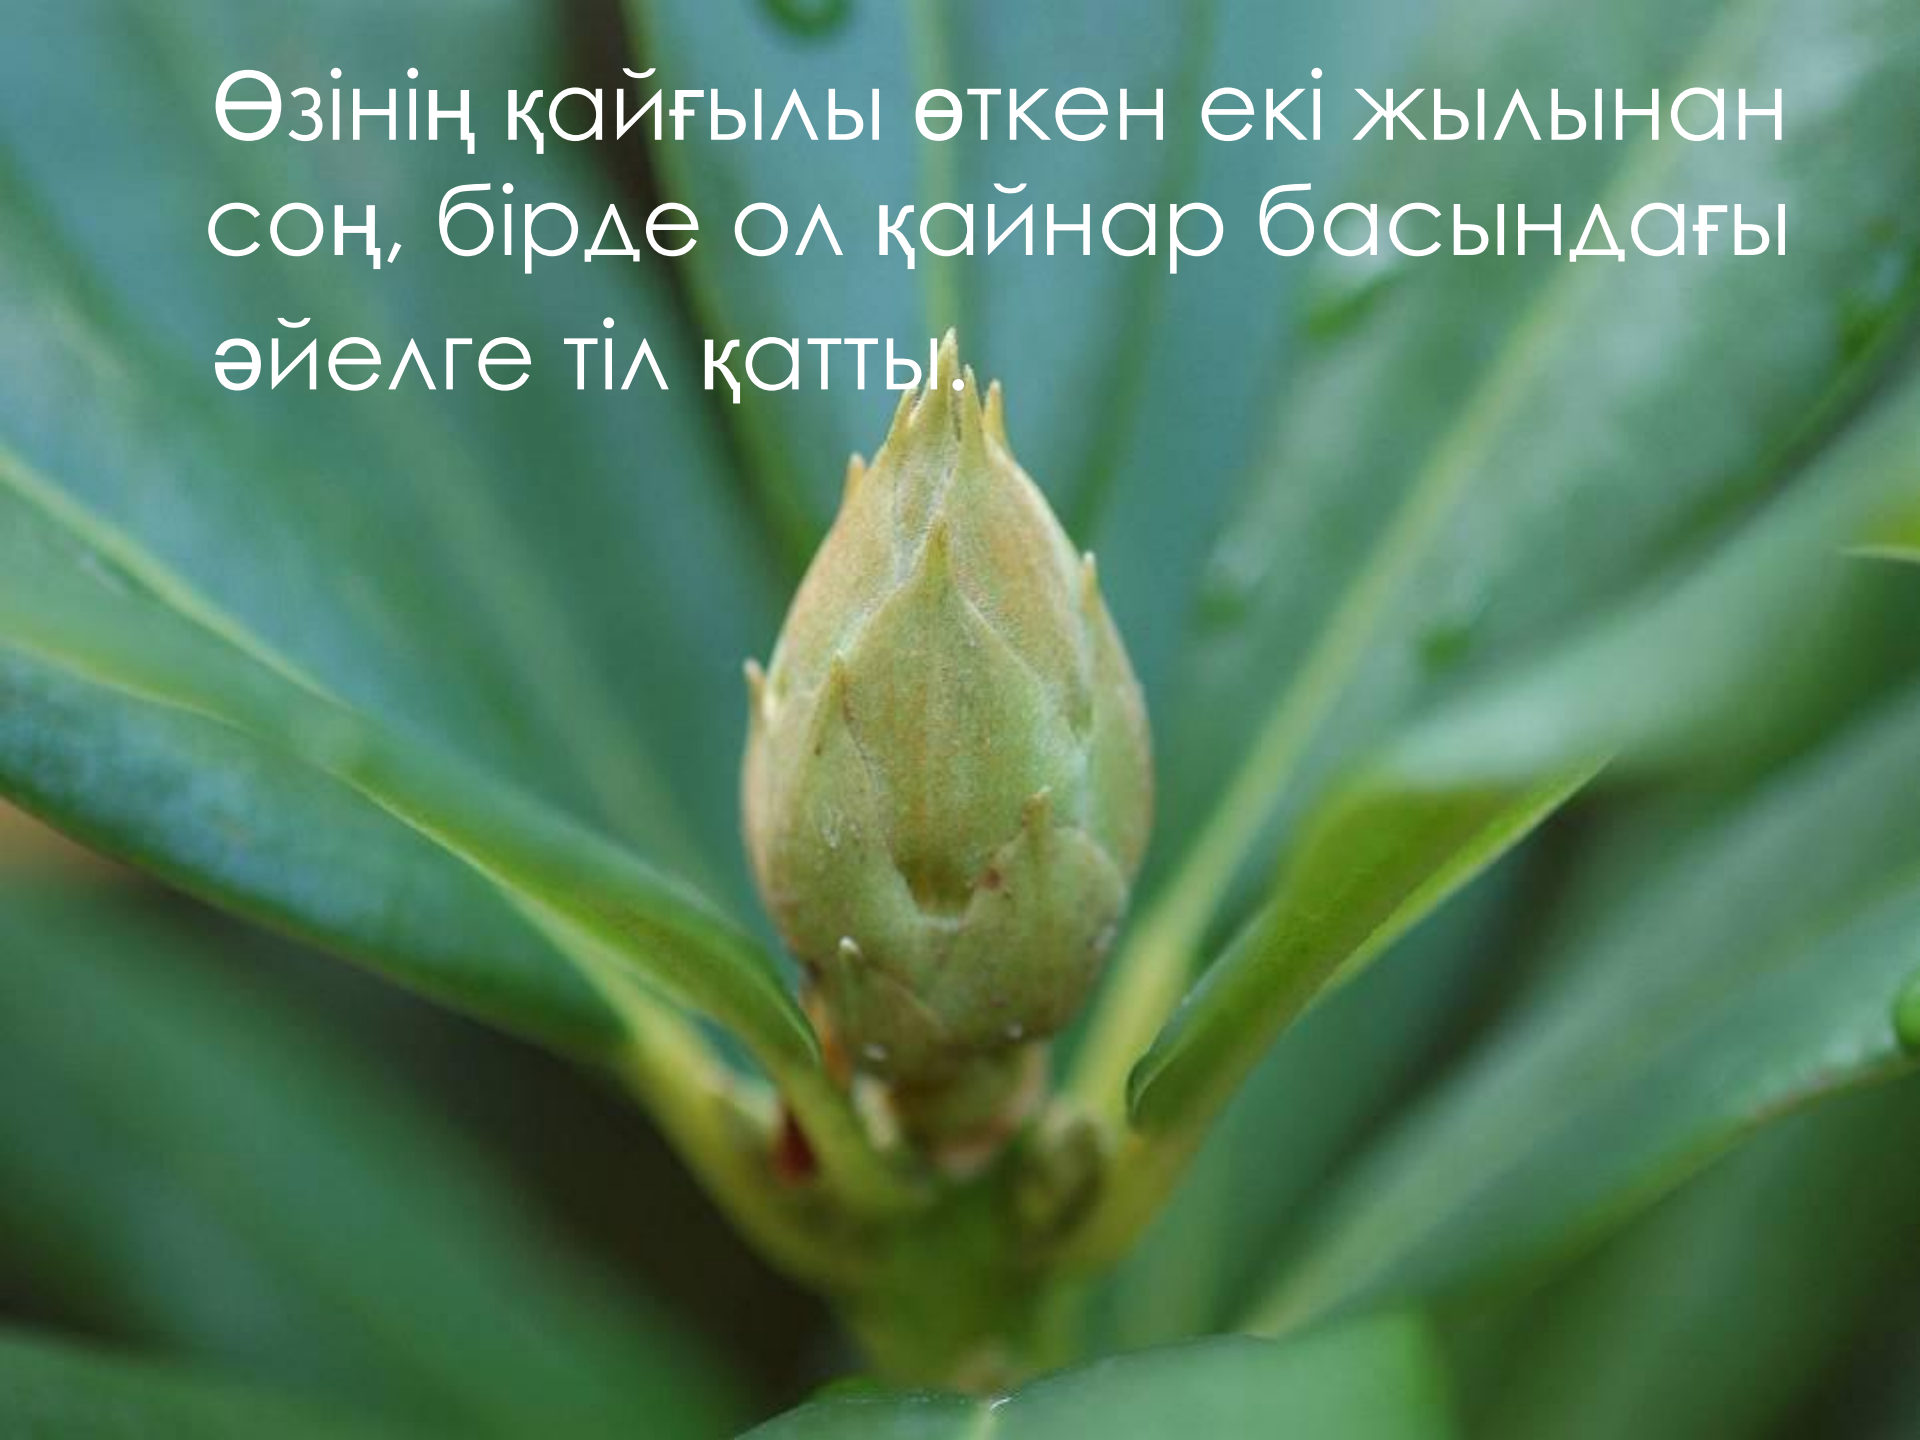 Өзінің қайғылы өткен екі жылынан
соң, бірде ол қайнар басындағы
әйелге тіл қатты.